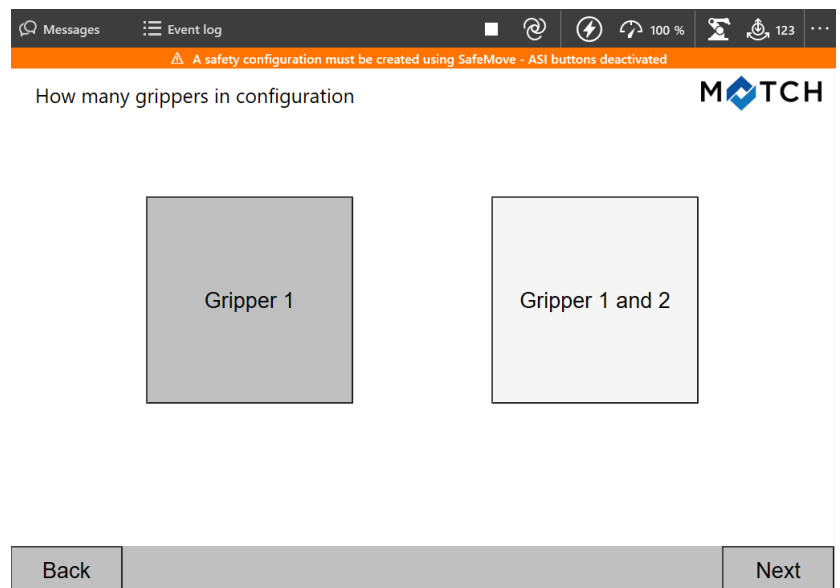 Messages
Event log
100 %
123
A safety configuration must be created using SafeMove - ASI buttons deactivated
How many grippers in configuration
MATCH
Gripper 1
Gripper 1 and 2
Back
Next